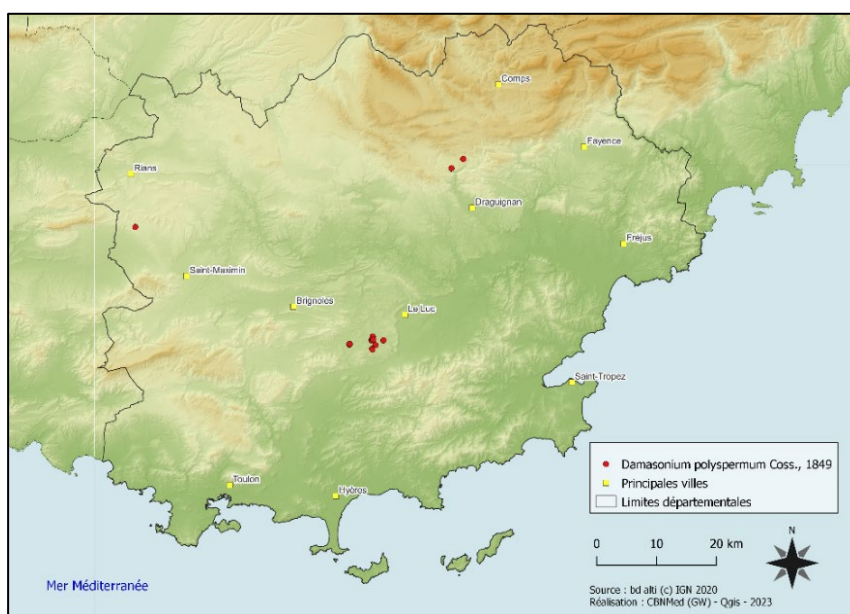 Comps
Fayence
Rians
Draguignan
Fréjus
Saint-Maximin
Brignoles
Le Luc
Saint-Tropez
Damasonium polyspermum Coss., 1849
Principales villes
Limites départementales
Toulon
Hyères
N
0 10 20 km
Mer Méditerranée
Source : bd alti (c) IGN 2020
Réalisation : CBNMed (GW) - Qgis - 2023